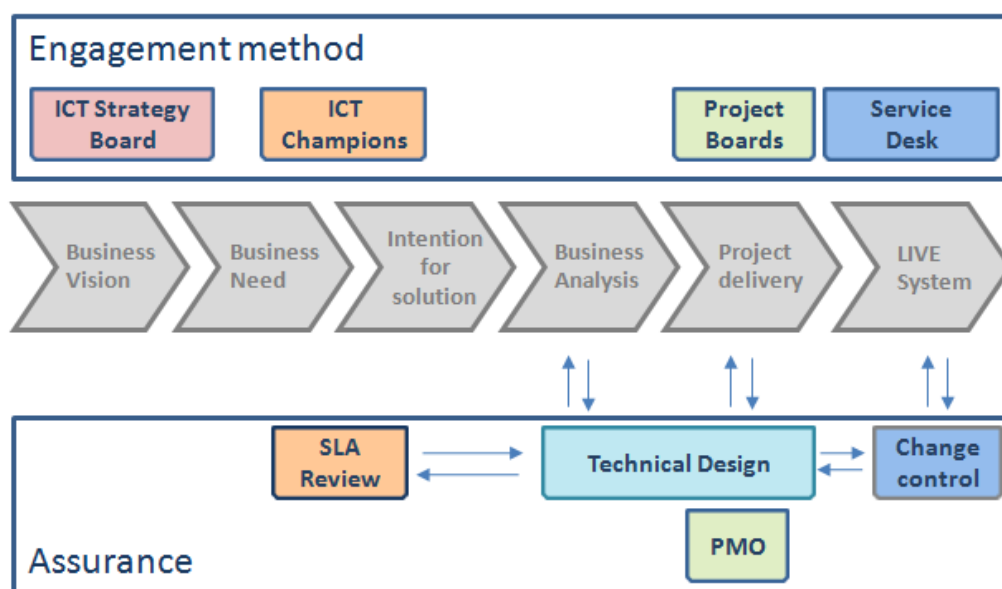 Engagement method
ICT Strategy
Board
ICT
Champions
Project
Boards
Service
Desk
Business
Vision
Business
Need
Intention
for
solution
Business
Analysis
Project
delivery
LIVE
System
SLA
Review
Technical Design
Change
control
PMO
Assurance